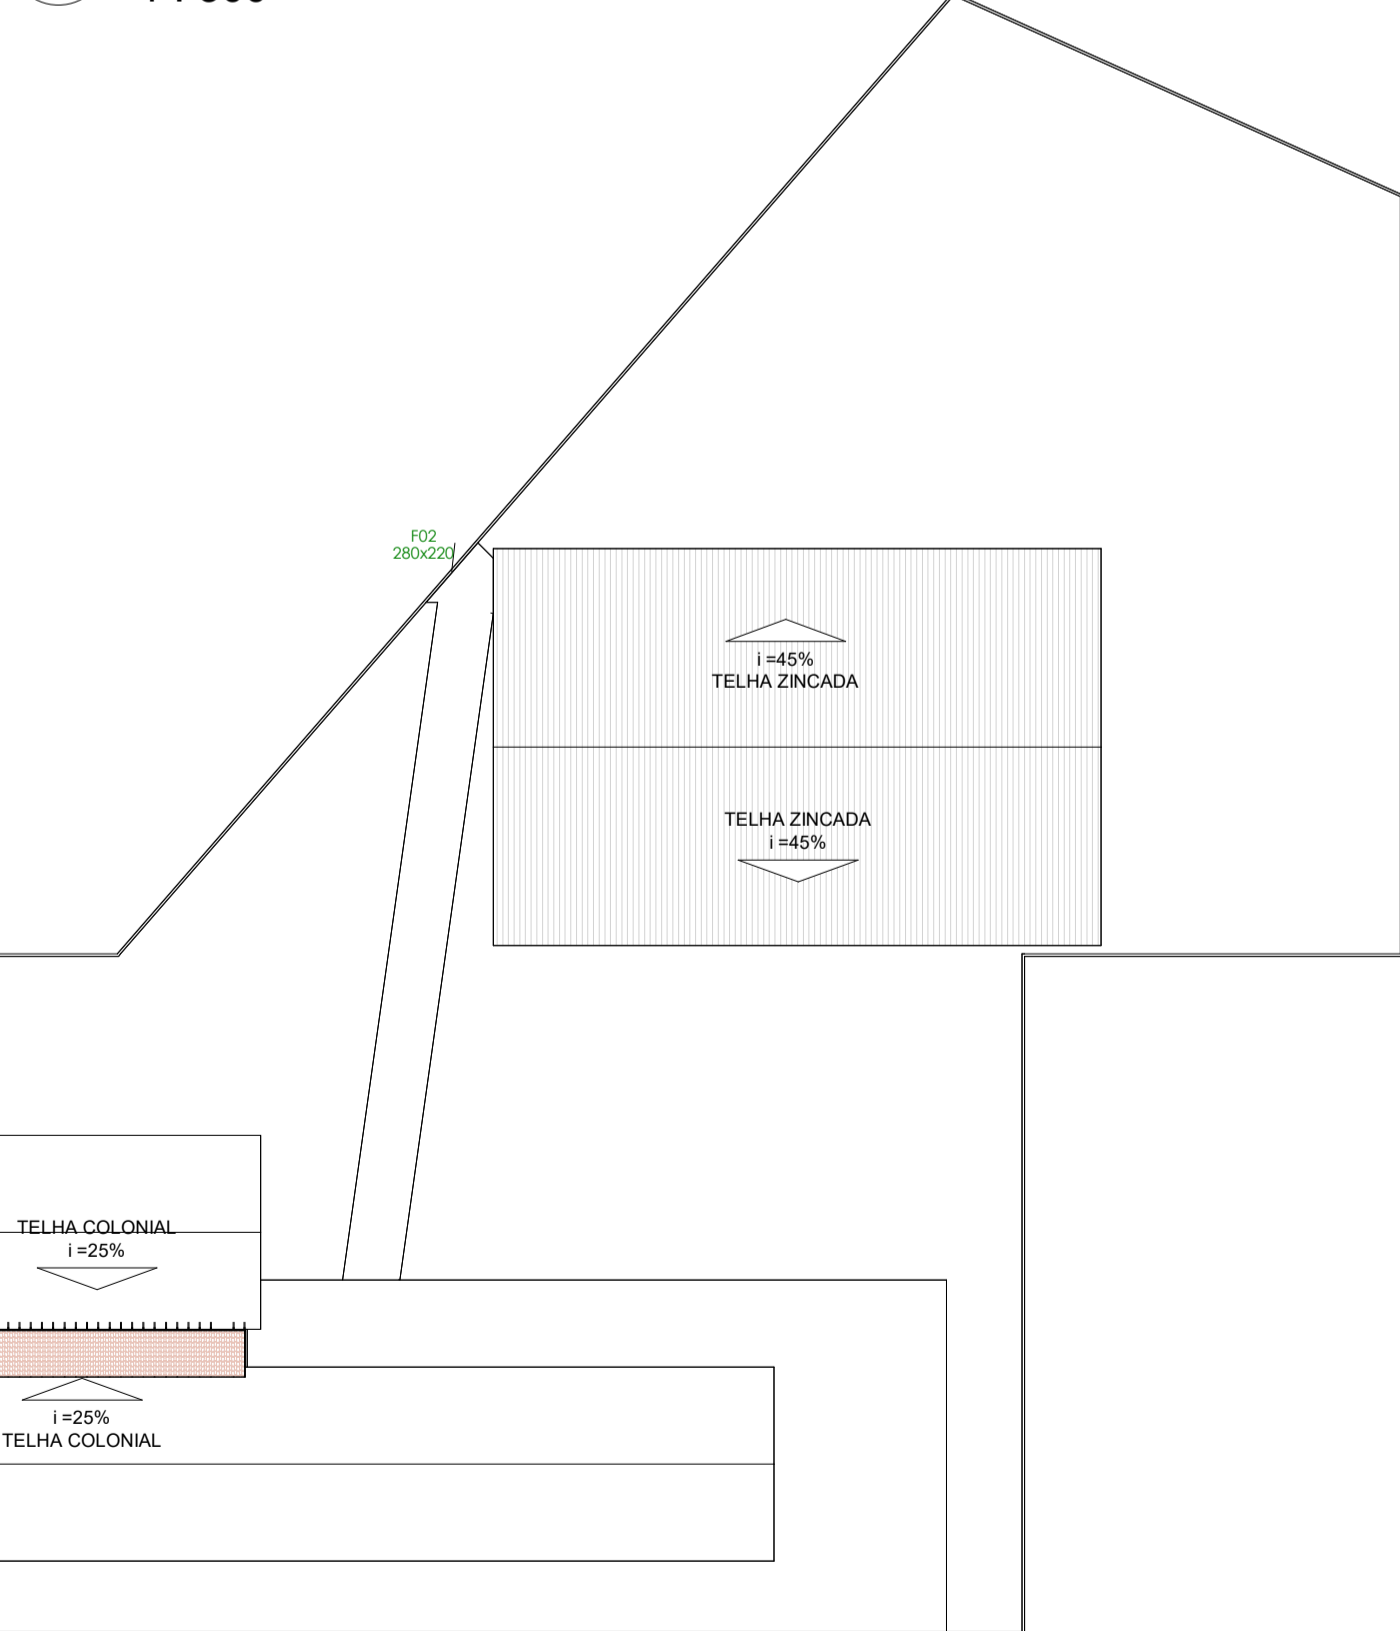 F02
280x220
i =45%
TELHA ZINCADA
TELHA ZINCADA
i =45%
TELHA COLONIAL
i =25%
i =25%
TELHA COLONIAL